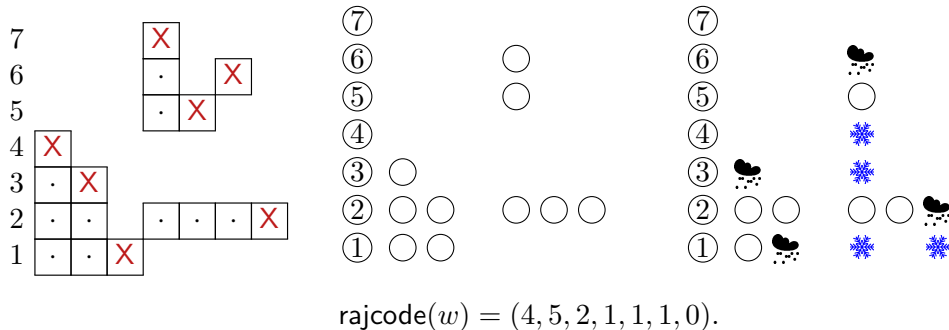 7 X
6 · X
5 · X
4 X
3 · X
2 · · · · · X
1 · · X
⑦
⑥
⑤
④
③
②
①
⑦
⑥
⑤
④
③
②
①
rajcode(w) = (4, 5, 2, 1, 1, 1, 0).